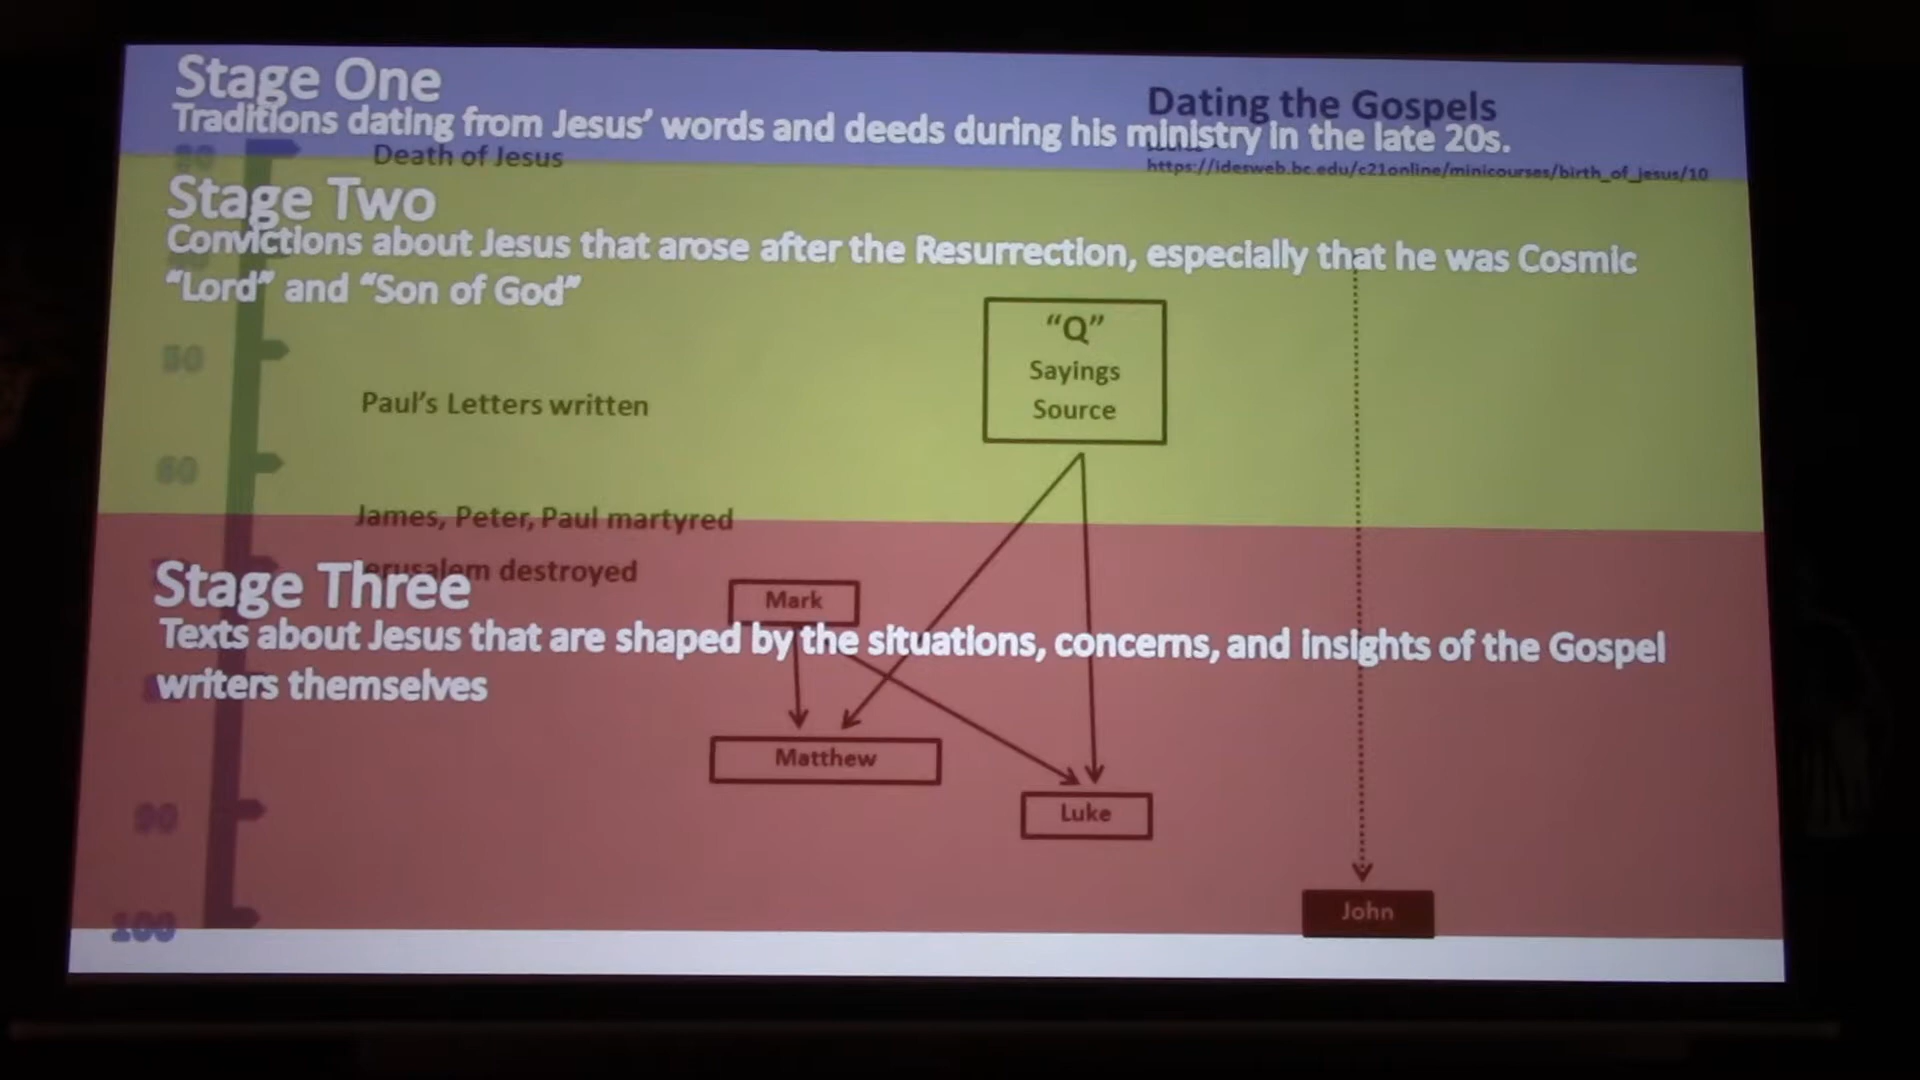 Stage One
Dating the Gospels
Traditions dating from Jesus’ words and deeds during his ministry in the late 20s.
Death of Jesus
https://idesweb.bc.edu/c21online/minicourses/birth_of_jesus/10
Stage Two
Convictions about Jesus that arose after the Resurrection, especially that he was Cosmic
“Lord” and “Son of God”
“Q”
Sayings
Source
50
Paul’s Letters written
60
James, Peter, Paul martyred
Jerusalem destroyed
Stage Three
Mark
Texts about Jesus that are shaped by the situations, concerns, and insights of the Gospel
writers themselves
Matthew
90
Luke
John
100